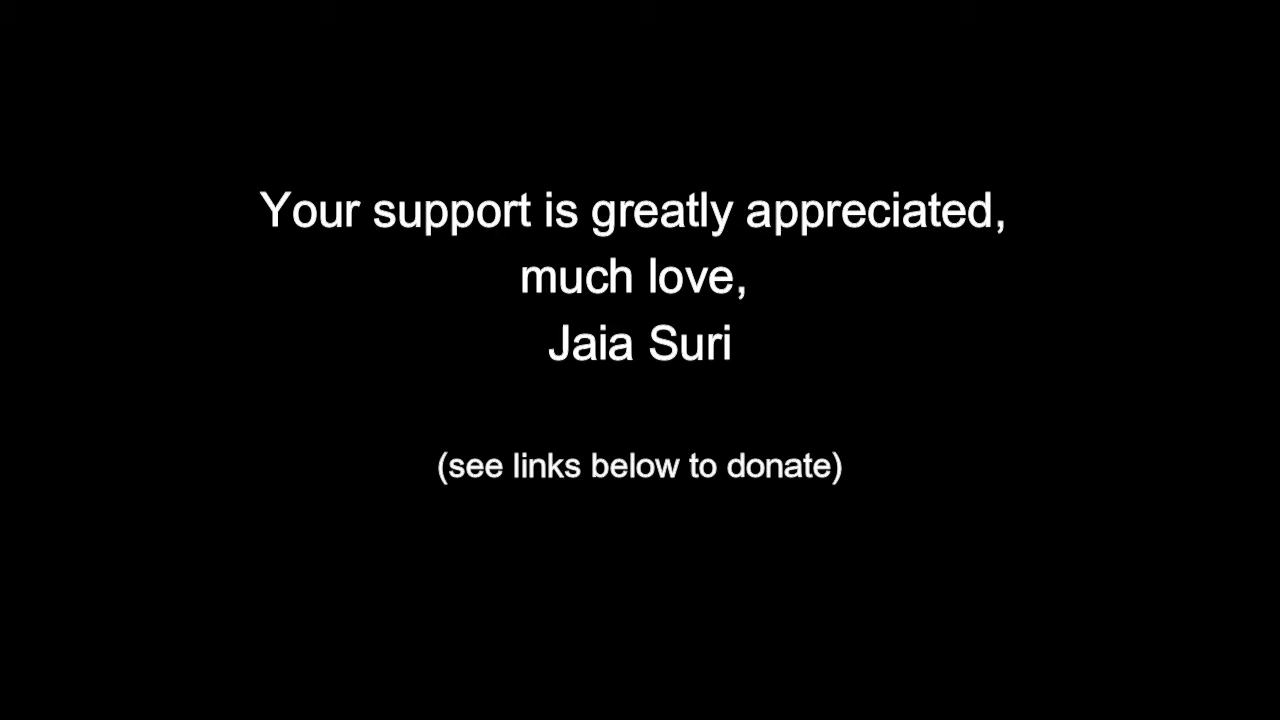 Your support is greatly appreciated,
much love,
Jaia Suri
(see links below to donate)